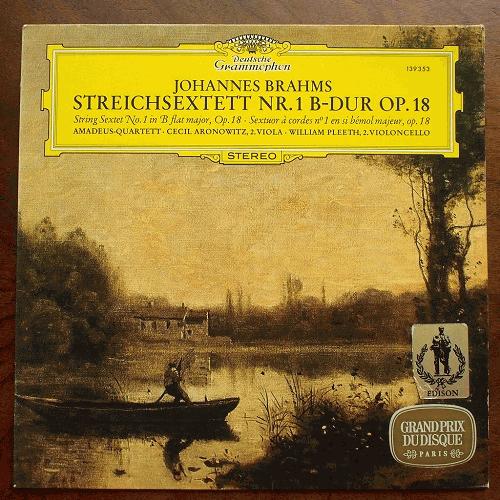 Deutsche
Grammophon
139 353
JOHANNES BRAHMS
STREICHSEXTETT NR. 1 B-DUR OP. 18
String Sextet No. 1 in B flat major, Op. 18 · Sextuor à cordes nº 1 en si bémol majeur, op. 18
AMADEUS-QUARTETT · CECIL ARONOWITZ, 2. VIOLA · WILLIAM PLEETH, 2. VIOLONCELLO
STEREO
EDISON
GRAND PRIX
DU DISQUE
PARIS